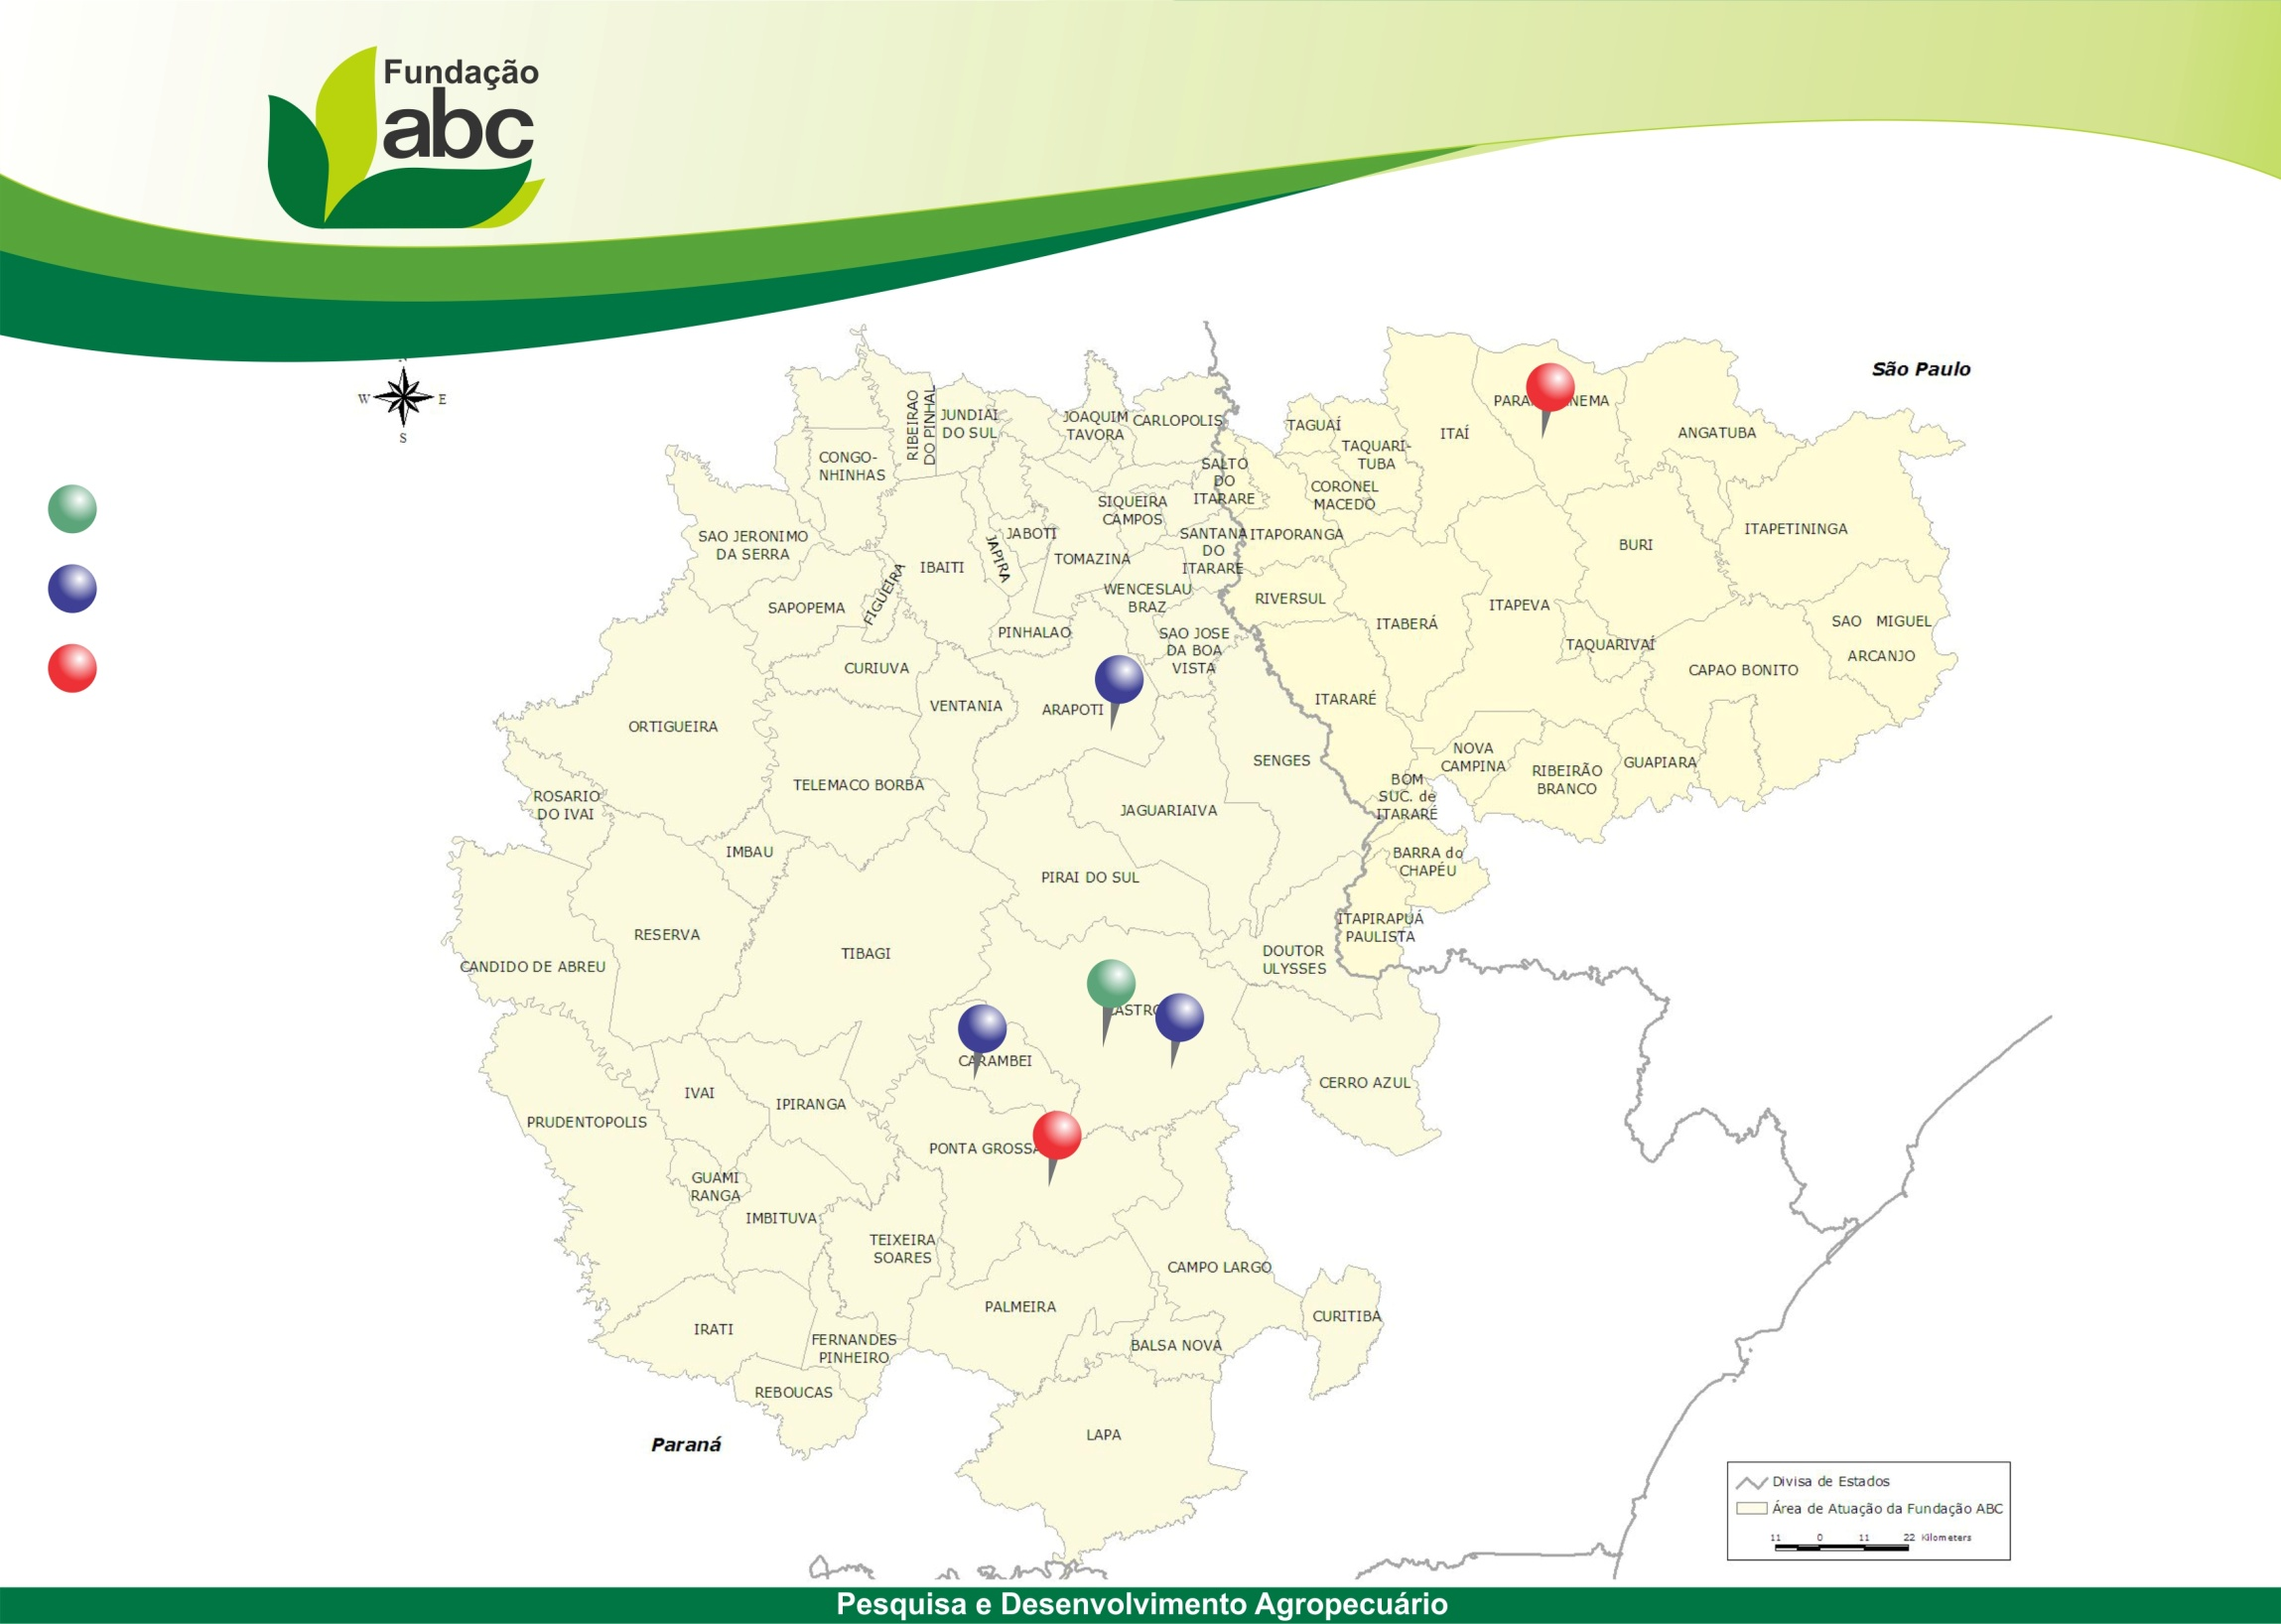 Fundação
abc
São Paulo
W
E
S
RIBEIRAO
DO PINHAL
JUNDIAI
DO SUL
JOAQUIM
TAVORA
CARLOPOLIS
TAGUAÍ
TAQUARI-
TUBA
ITAÍ
ANGATUBA
CONGO-
NHINHAS
SALTO
DO
ITARARE
CORONEL
MACEDO
SIQUEIRA
CAMPOS
SAO JERONIMO
DA SERRA
JABOTI
JAPIRA
TOMAZINA
SANTANA
DO
ITARARE
ITAPORANGA
BURI
ITAPETININGA
IBAITI
FIGUEIRA
SAPOPEMA
WENCESLAU
BRAZ
RIVERSUL
ITABERÁ
ITAPEVA
TAQUARIVAÍ
SAO MIGUEL
ARCANJO
PINHALAO
SAO JOSE
DA BOA
VISTA
CAPAO BONITO
CURIUVA
VENTANIA
ARAPOTI
ITARARÉ
ORTIGUEIRA
TELEMACO BORBA
SENGES
NOVA
CAMPINA
RIBEIRÃO
BRANCO
GUAPIARA
ROSARIO
DO IVAI
JAGUARIAIVA
BOM
SUC. de
ITARARÉ
IMBAU
PIRAI DO SUL
BARRA do
CHAPÉU
RESERVA
TIBAGI
ITAPIRAPUÁ
PAULISTA
CANDIDO DE ABREU
DOUTOR
ULYSSES
CARAMBEI
CERRO AZUL
IVAI
IPIRANGA
PRUDENTOPOLIS
PONTA GROSSA
GUAMI
RANGA
IMBITUVA
TEIXEIRA
SOARES
CAMPO LARGO
PALMEIRA
CURITIBA
IRATI
FERNANDES
PINHEIRO
BALSA NOVA
REBOUCAS
LAPA
Paraná
Divisa de Estados
Área de Atuação da Fundação ABC
11 0 11 22 Kilometers
Pesquisa e Desenvolvimento Agropecuário